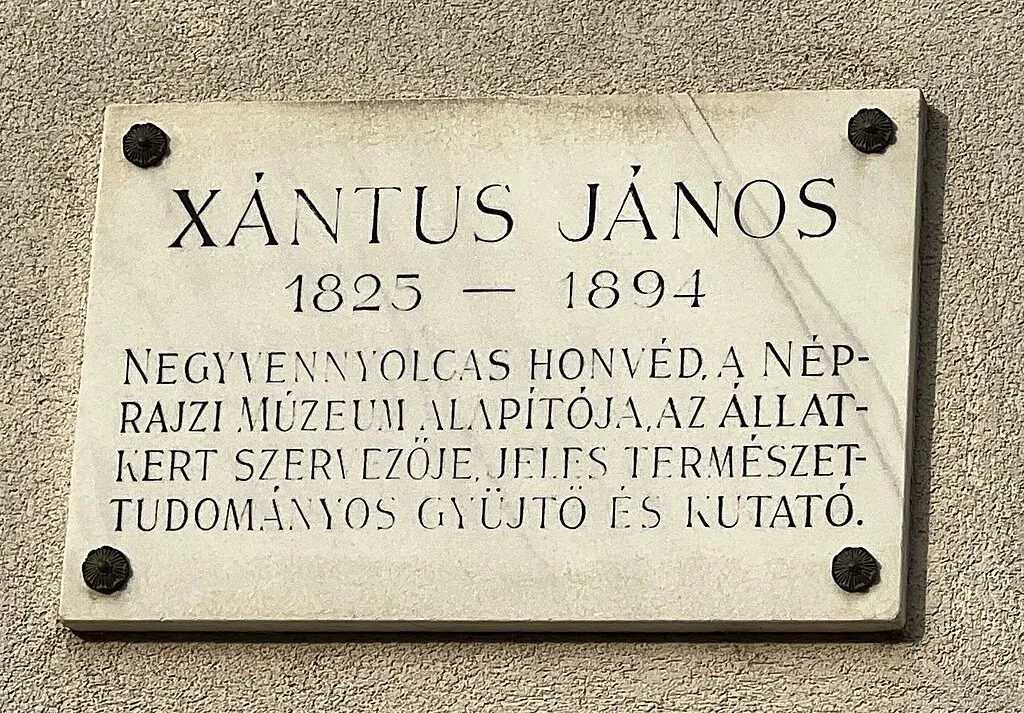 XÁNTUS JÁNOS
1825 — 1894
NEGYVENNYOLCAS HONVÉD, A NÉP-
RAJZI MÚZEUM ALAPÍTÓJA, AZ ÁLLAT-
KERT SZERVEZŐJE, JELES TERMÉSZET-
TUDOMÁNYOS GYŰJTŐ ÉS KUTATÓ.